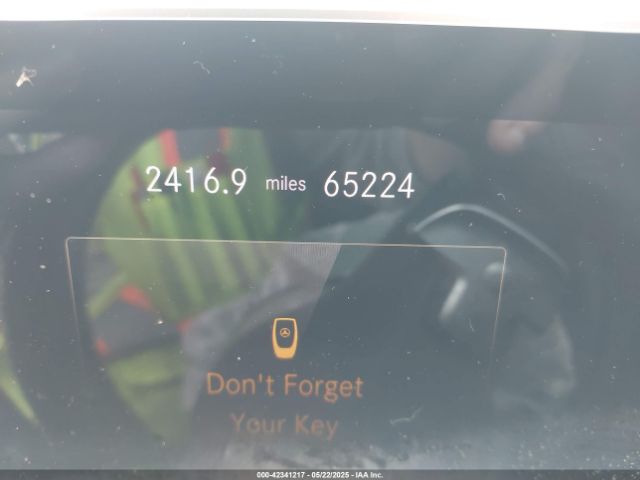 2416.9 miles 65224
Don't Forget
Your Key
000-42341217 - 05/22/2025 - IAA Inc.